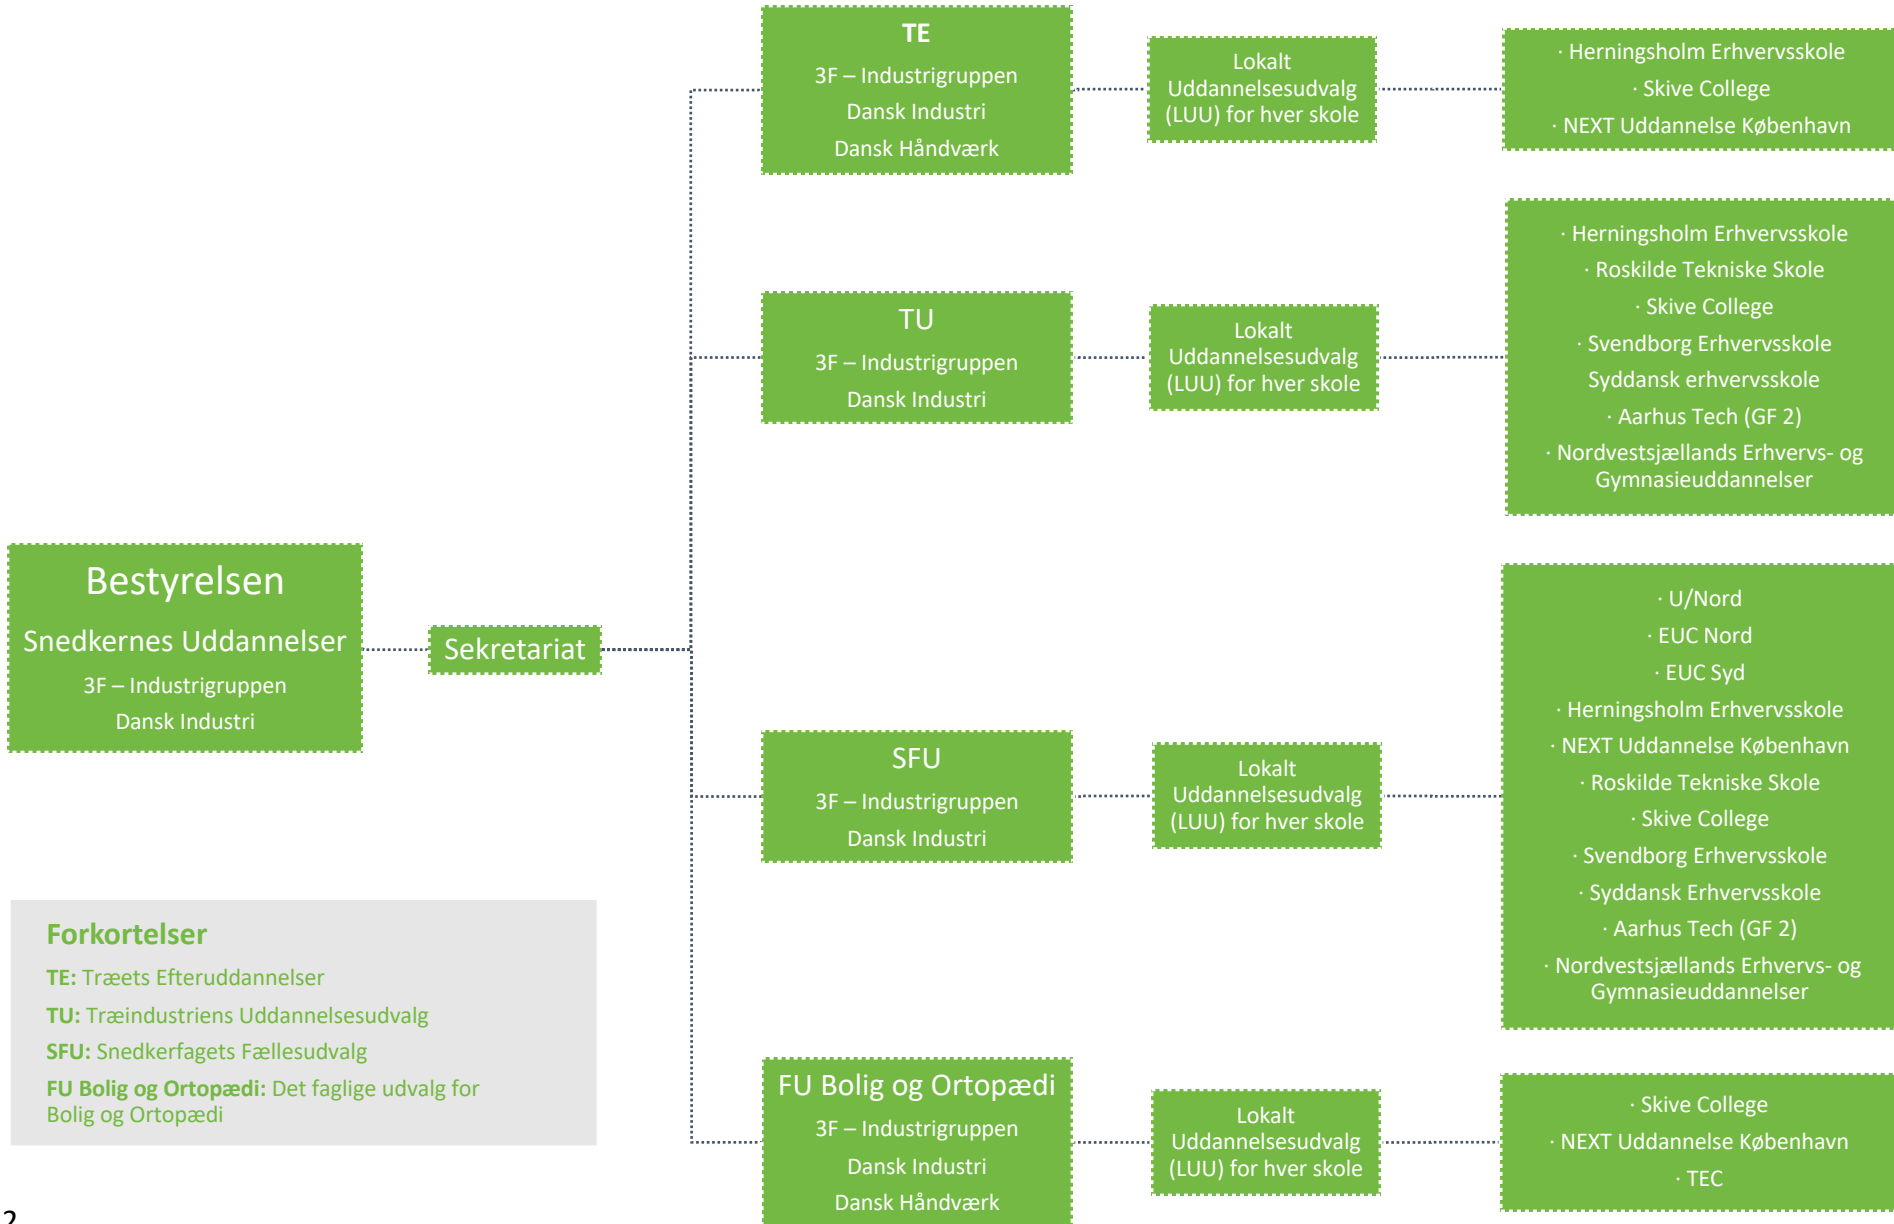 Bestyrelsen
Snedkernes Uddannelser
3F – Industrigruppen
Dansk Industri
Sekretariat
TE
3F – Industrigruppen
Dansk Industri
Dansk Håndværk
Lokalt
Uddannelsesudvalg
(LUU) for hver skole
· Herningsholm Erhvervsskole
· Skive College
· NEXT Uddannelse København
TU
3F – Industrigruppen
Dansk Industri
Lokalt
Uddannelsesudvalg
(LUU) for hver skole
· Herningsholm Erhvervsskole
· Roskilde Tekniske Skole
· Skive College
· Svendborg Erhvervsskole
Syddansk erhvervsskole
· Aarhus Tech (GF 2)
· Nordvestsjællands Erhvervs- og
Gymnasieuddannelser
SFU
3F – Industrigruppen
Dansk Industri
Lokalt
Uddannelsesudvalg
(LUU) for hver skole
· U/Nord
· EUC Nord
· EUC Syd
· Herningsholm Erhvervsskole
· NEXT Uddannelse København
· Roskilde Tekniske Skole
· Skive College
· Svendborg Erhvervsskole
· Syddansk Erhvervsskole
· Aarhus Tech (GF 2)
· Nordvestsjællands Erhvervs- og
Gymnasieuddannelser
FU Bolig og Ortopædi
3F – Industrigruppen
Dansk Industri
Dansk Håndværk
Lokalt
Uddannelsesudvalg
(LUU) for hver skole
· Skive College
· NEXT Uddannelse København
· TEC
Forkortelser
TE: Træets Efteruddannelser
TU: Træindustriens Uddannelsesudvalg
SFU: Snedkerfagets Fællesudvalg
FU Bolig og Ortopædi: Det faglige udvalg for
Bolig og Ortopædi
2